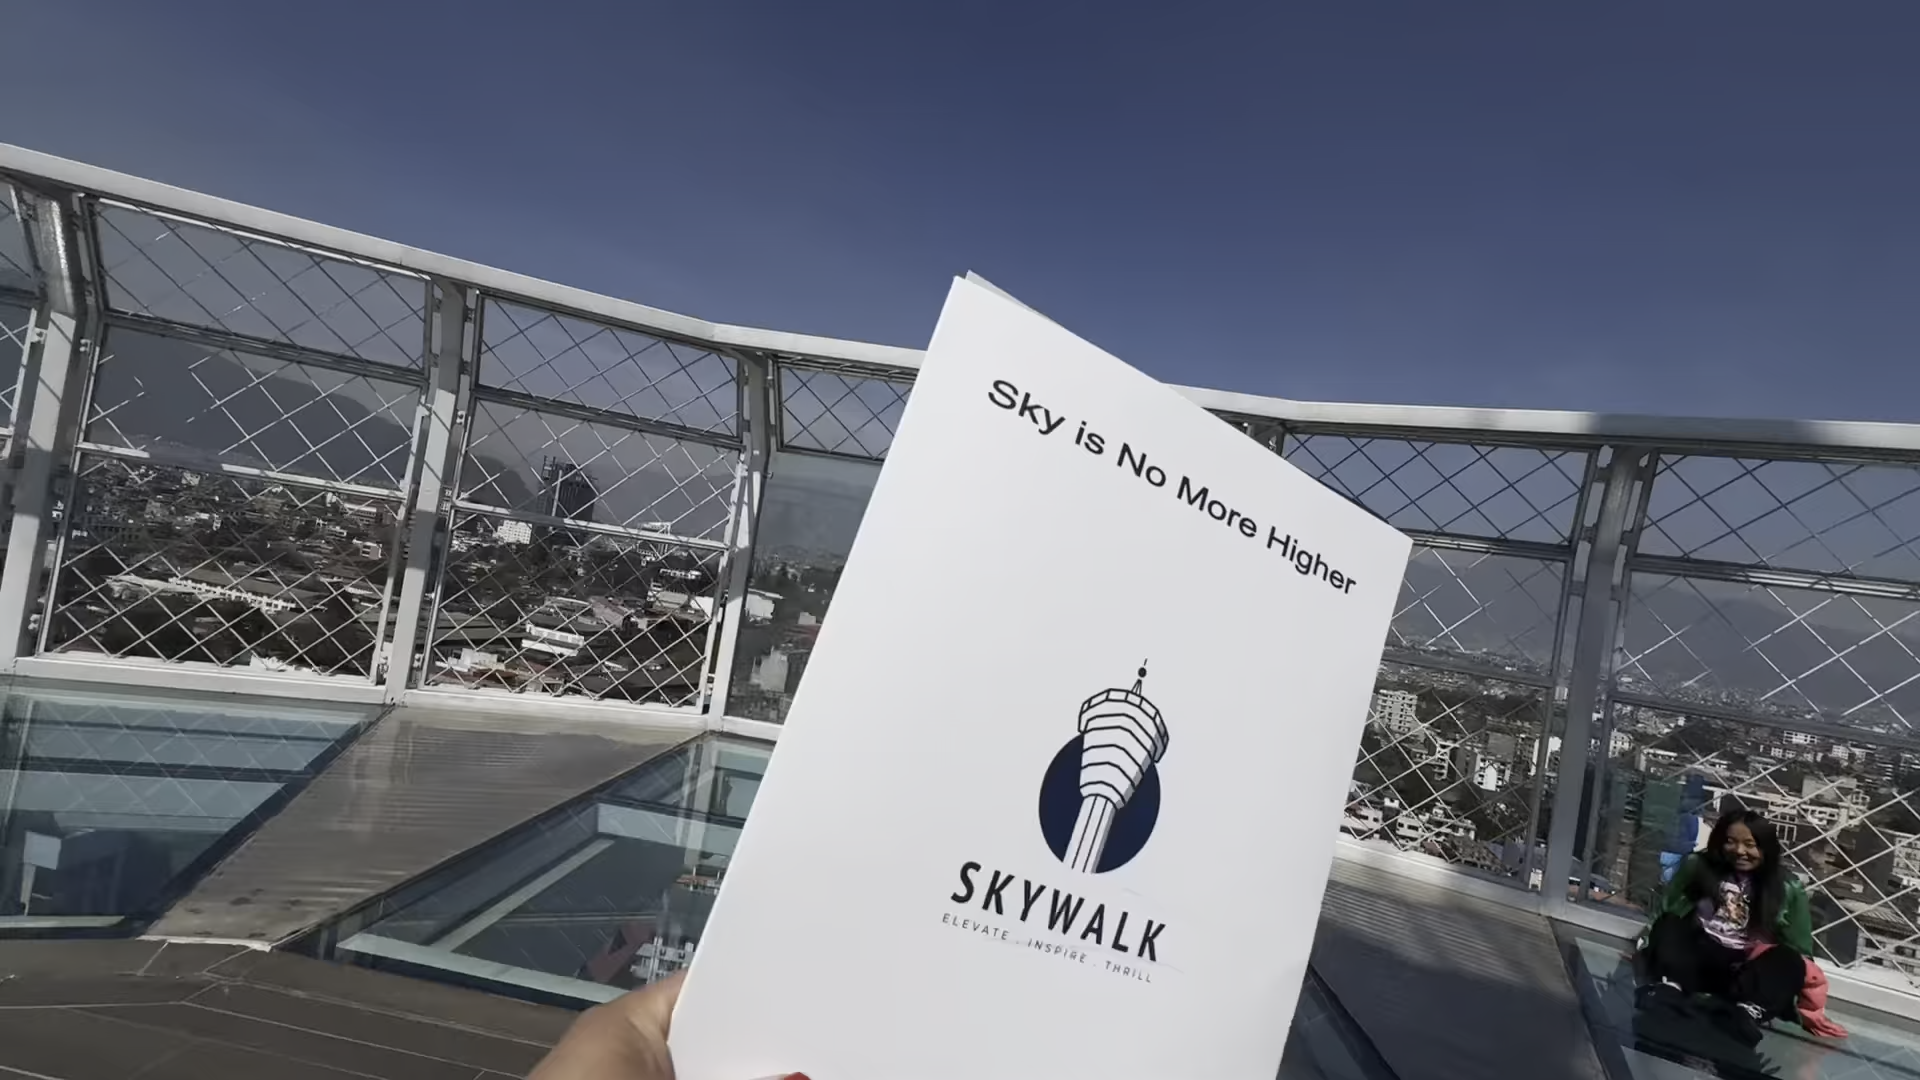 Sky is No More Higher
SKYWALK
ELEVATE . INSPIRE . THRILL